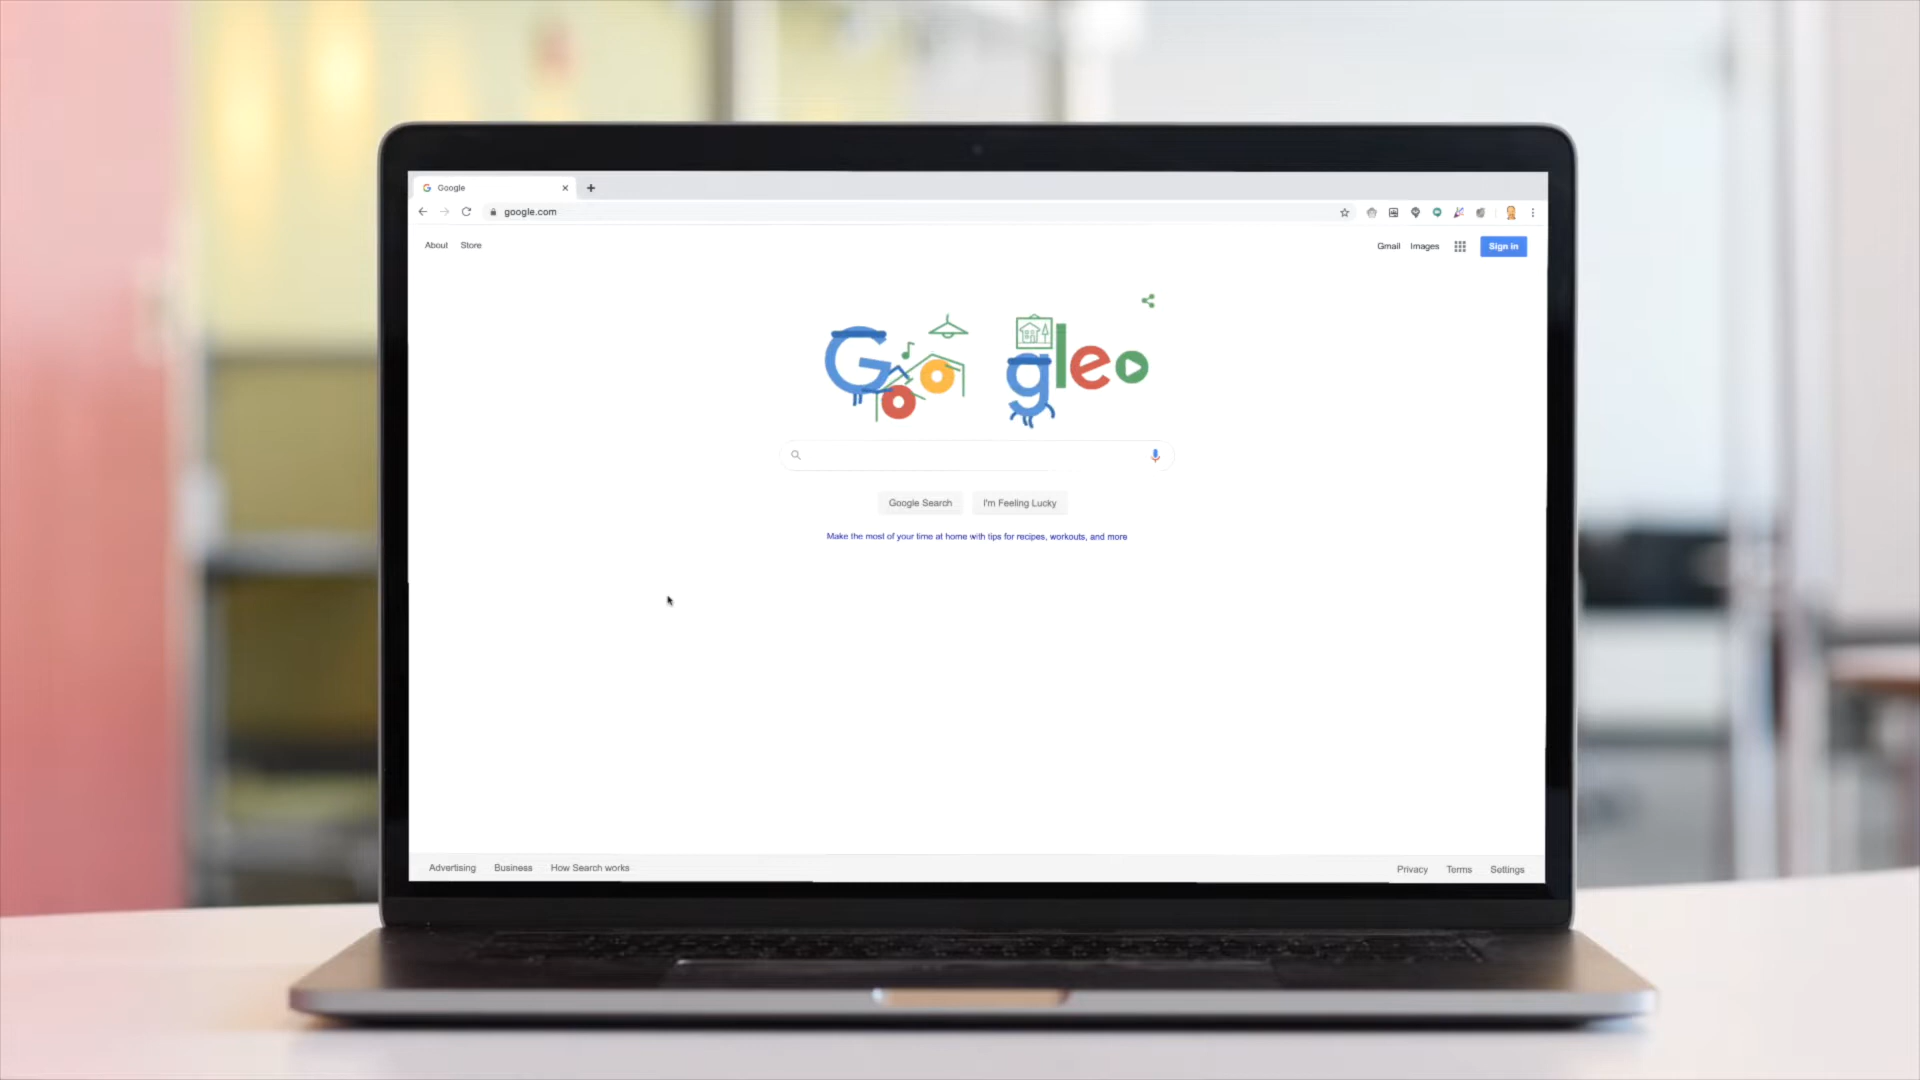 Google
google.com
About Store Gmail Images Sign in
Google
Google Search I'm Feeling Lucky
Make the most of your time at home with tips for recipes, workouts, and more
Advertising Business How Search works Privacy Terms Settings